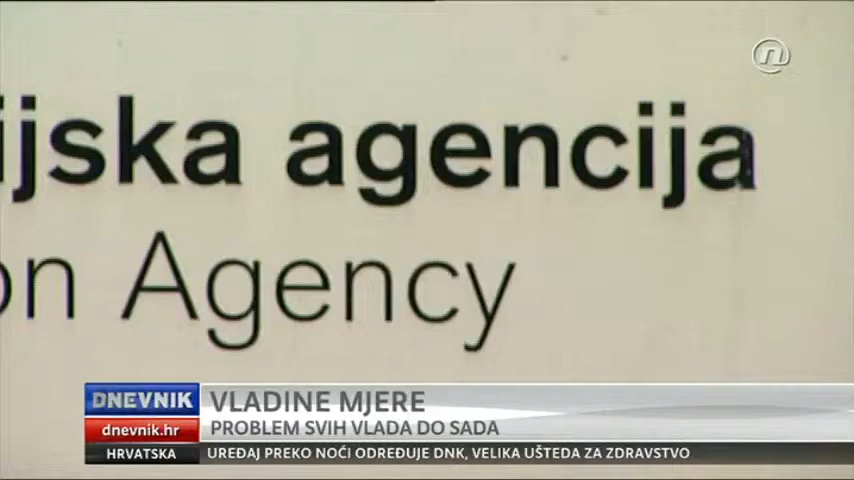 ijska agencija
on Agency
DNEVNIK
VLADINE MJERE
dnevnik.hr
PROBLEM SVIH VLADA DO SADA
HRVATSKA
UREĐAJ PREKO NOĆI ODREĐUJE DNK, VELIKA UŠTEDA ZA ZDRAVSTVO